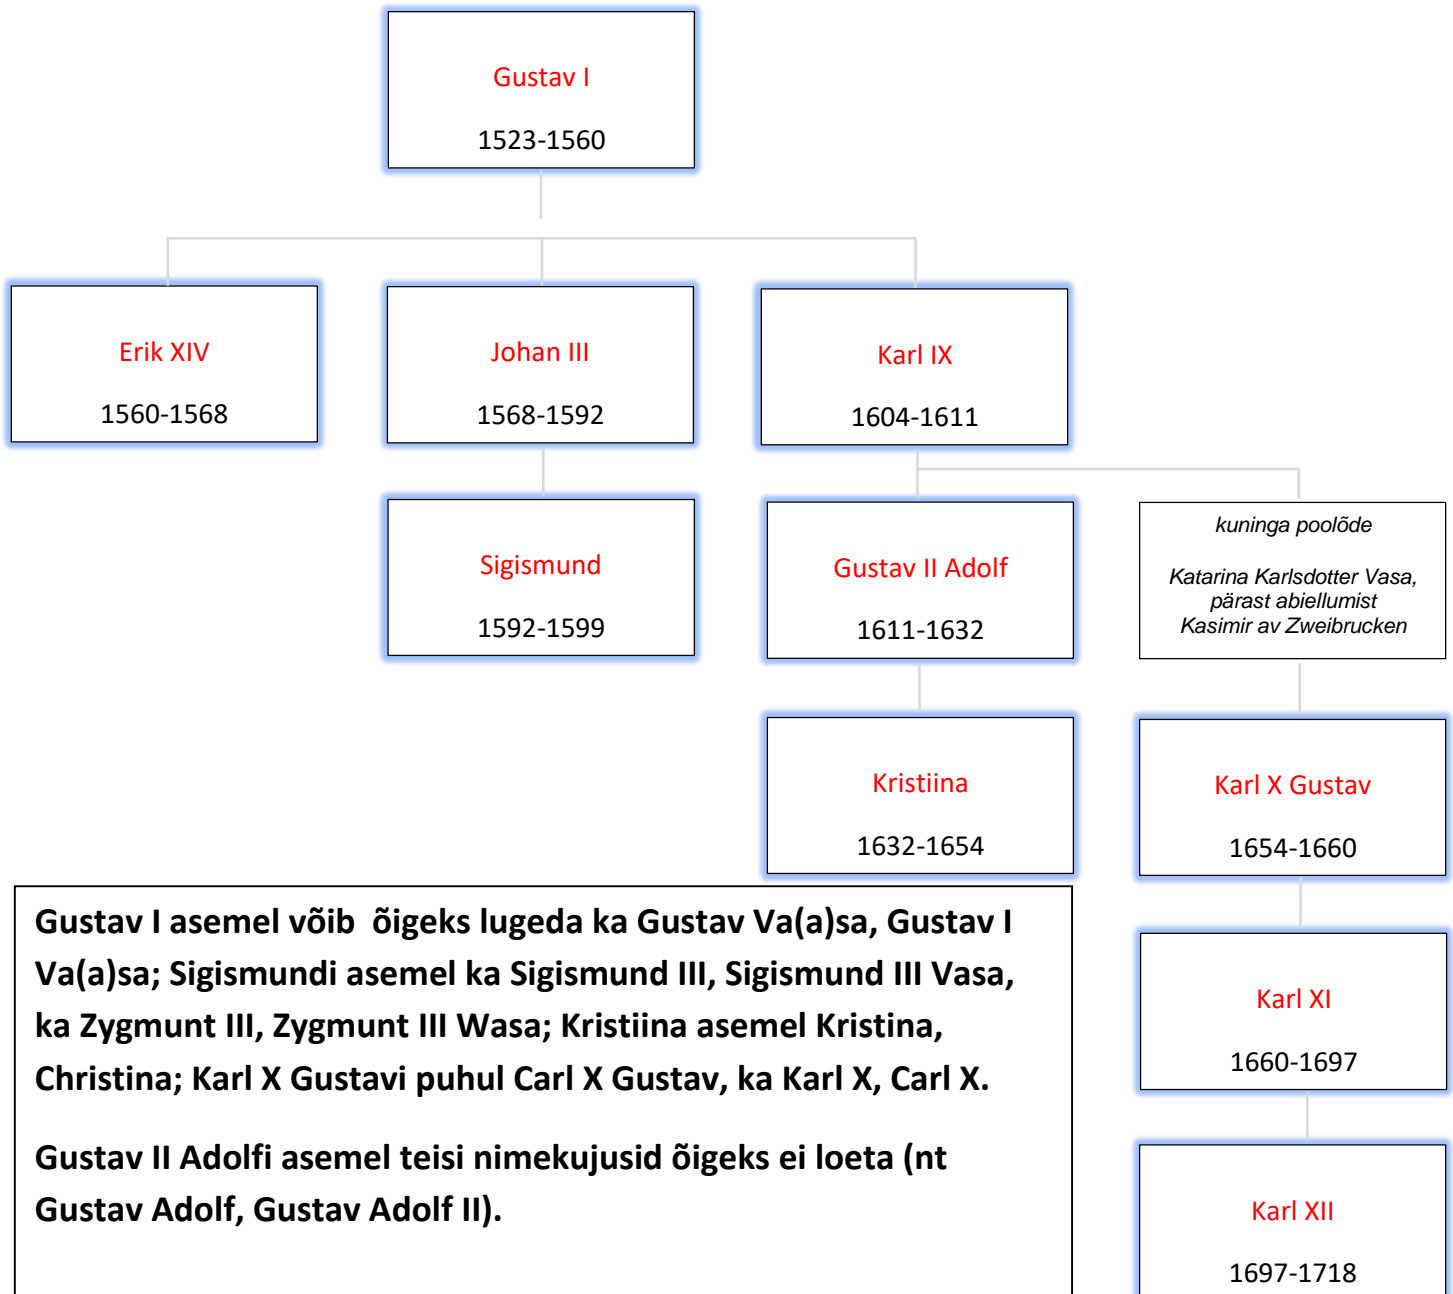 Gustav I
1523-1560
Erik XIV
1560-1568
Johan III
1568-1592
Karl IX
1604-1611
Sigismund
1592-1599
Gustav II Adolf
1611-1632
kuninga poolõde
Katarina Karlsdotter Vasa,
pärast abiellumist
Kasimir av Zweibrucken
Kristiina
1632-1654
Karl X Gustav
1654-1660
Gustav I asemel võib õigeks lugeda ka Gustav Va(a)sa, Gustav I
Va(a)sa; Sigismundi asemel ka Sigismund III, Sigismund III Vasa,
ka Zygmunt III, Zygmunt III Wasa; Kristiina asemel Kristina,
Christina; Karl X Gustavi puhul Carl X Gustav, ka Karl X, Carl X.
Gustav II Adolfi asemel teisi nimekujusid õigeks ei loeta (nt
Gustav Adolf, Gustav Adolf II).
Karl XI
1660-1697
Karl XII
1697-1718